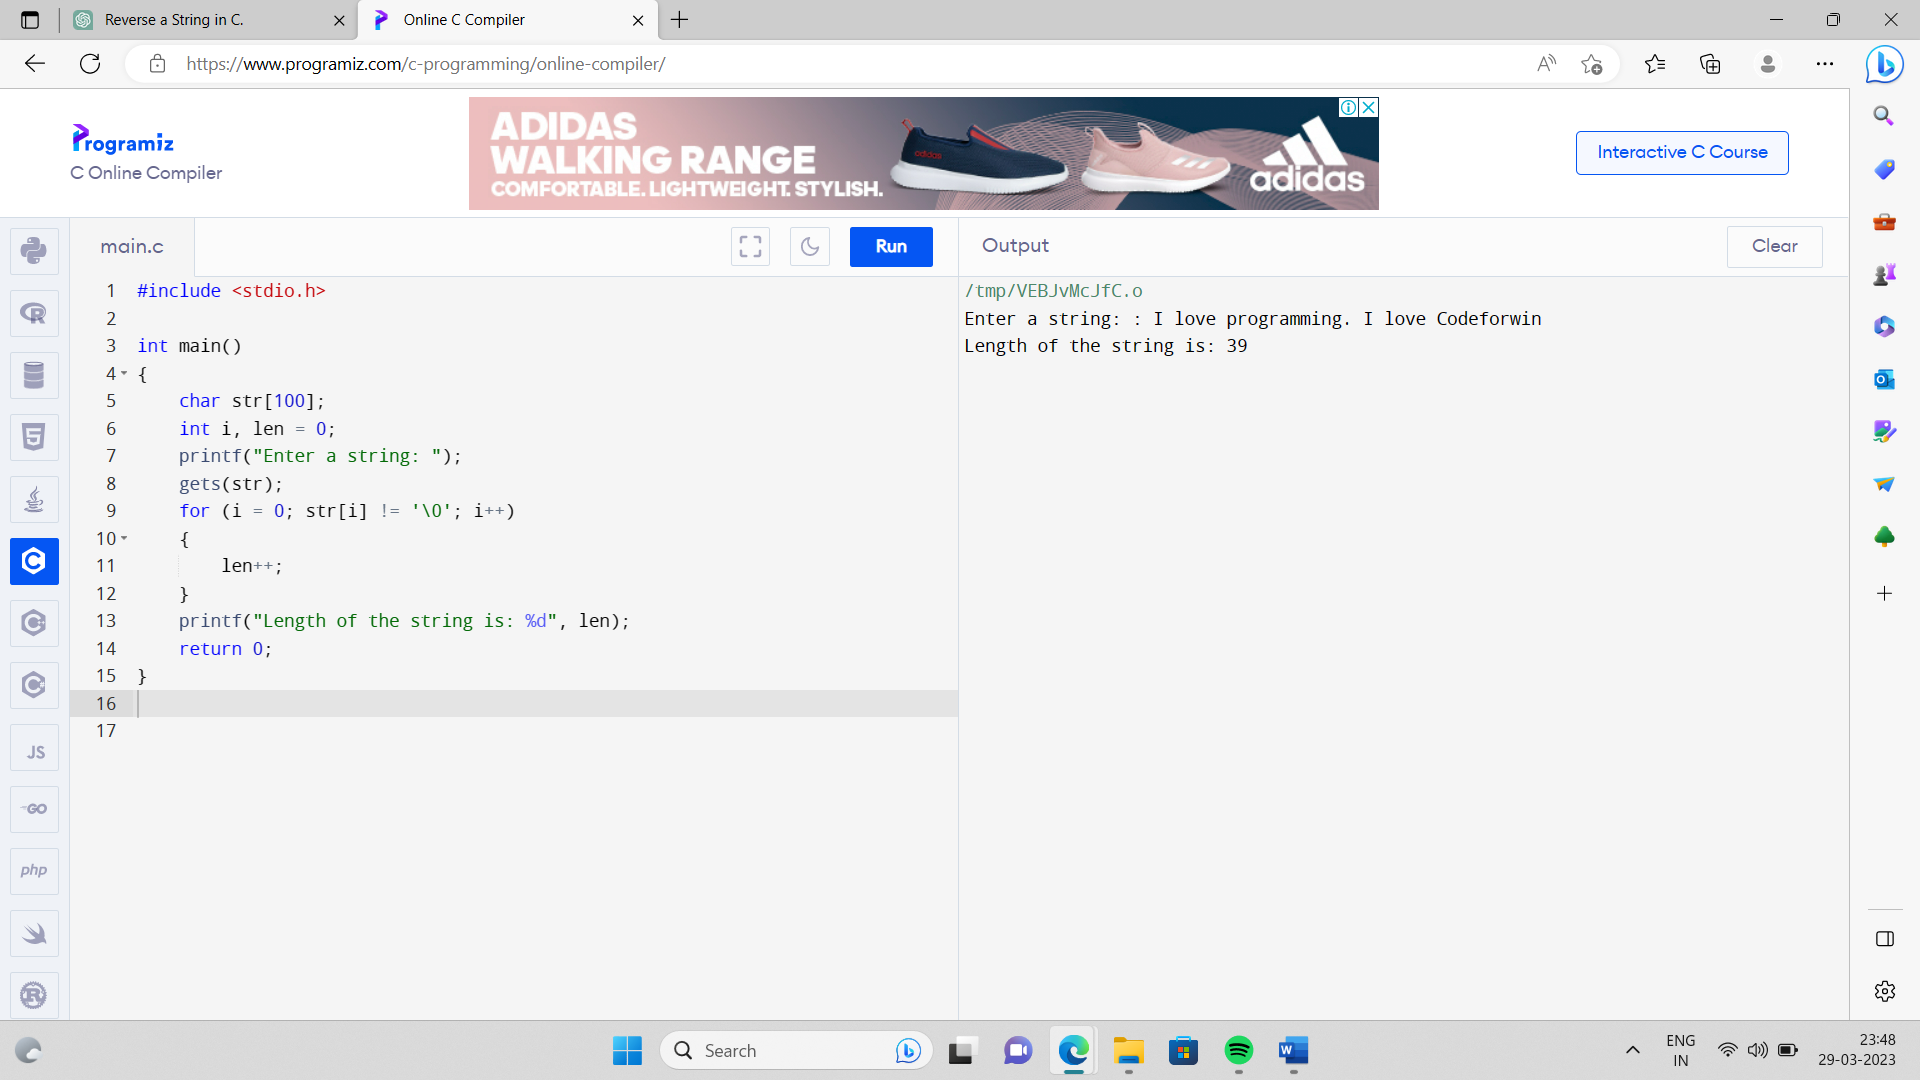 Reverse a String in C.
Online C Compiler
https://www.programiz.com/c-programming/online-compiler/
Programiz
C Online Compiler
ADIDAS
WALKING RANGE
COMFORTABLE. LIGHTWEIGHT. STYLISH.
adidas
adidas
Interactive C Course
main.c
Run
Output
Clear
1 #include <stdio.h>
2
3 int main()
4 {
5 char str[100];
6 int i, len = 0;
7 printf("Enter a string: ");
8 gets(str);
9 for (i = 0; str[i] != '\0'; i++)
10 {
11 len++;
12 }
13 printf("Length of the string is: %d", len);
14 return 0;
15 }
16
17
/tmp/VEBJvMcJfC.o
Enter a string: : I love programming. I love Codeforwin
Length of the string is: 39
R
5
C
C
C
JS
GO
php
R
Search
W
ENG
IN
23:48
29-03-2023